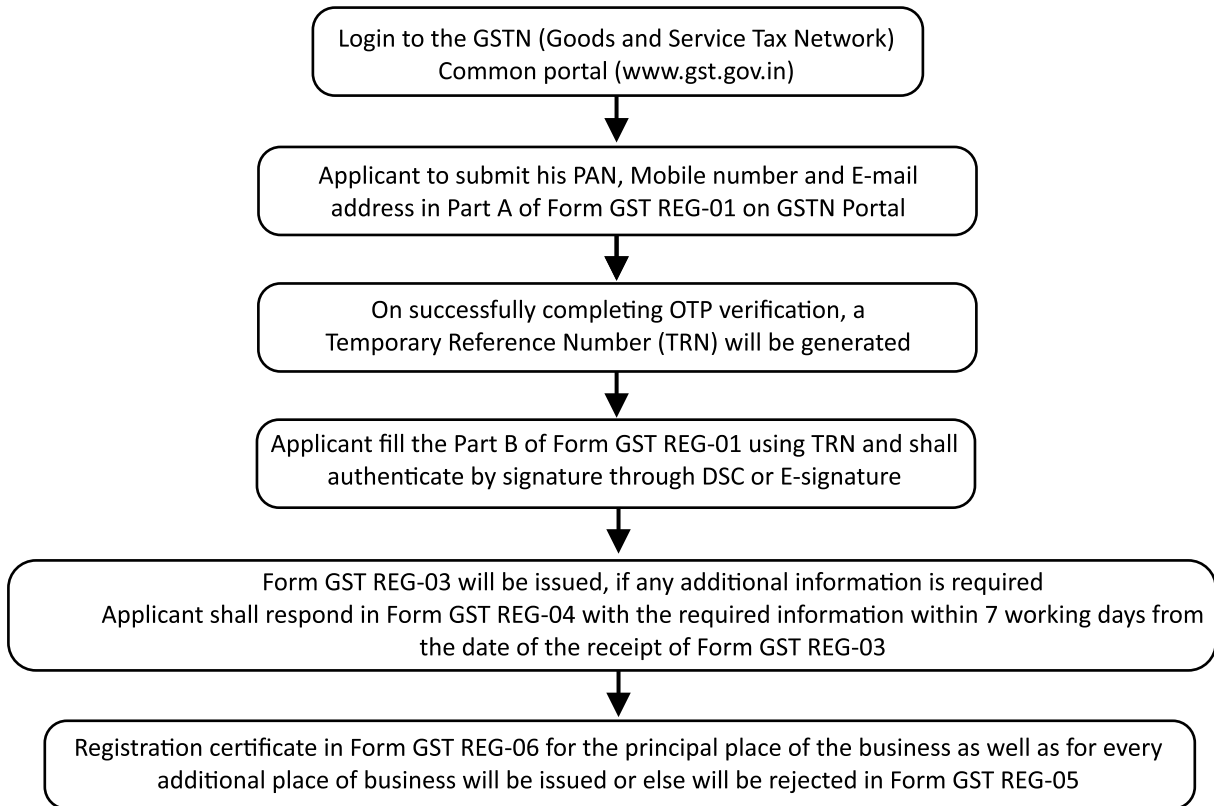 Login to the GSTN (Goods and Service Tax Network)
Common portal (www.gst.gov.in)
Applicant to submit his PAN, Mobile number and E-mail
address in Part A of Form GST REG-01 on GSTN Portal
On successfully completing OTP verification, a
Temporary Reference Number (TRN) will be generated
Applicant fill the Part B of Form GST REG-01 using TRN and shall
authenticate by signature through DSC or E-signature
Form GST REG-03 will be issued, if any additional information is required
Applicant shall respond in Form GST REG-04 with the required information within 7 working days from
the date of the receipt of Form GST REG-03
Registration certificate in Form GST REG-06 for the principal place of the business as well as for every
additional place of business will be issued or else will be rejected in Form GST REG-05